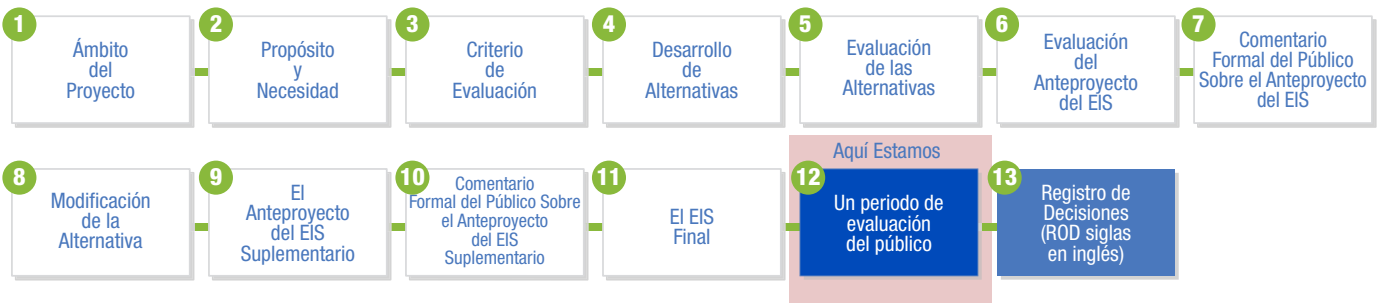 1
Ámbito
del
Proyecto
2
Propósito
y
Necesidad
3
Criterio
de
Evaluación
4
Desarrollo
de
Alternativas
5
Evaluación
de las
Alternativas
6
Evaluación
del
Anteproyecto
del EIS
7
Comentario
Formal del Público
Sobre el Anteproyecto
del EIS
8
Modificación
de la
Alternativa
9
El
Anteproyecto
del EIS
Suplementario
10
Comentario
Formal del Público Sobre
el Anteproyecto
del EIS
Suplementario
11
El EIS
Final
Aquí Estamos
12
Un periodo de
evaluación
del público
13
Registro de
Decisiones
(ROD siglas
en inglés)